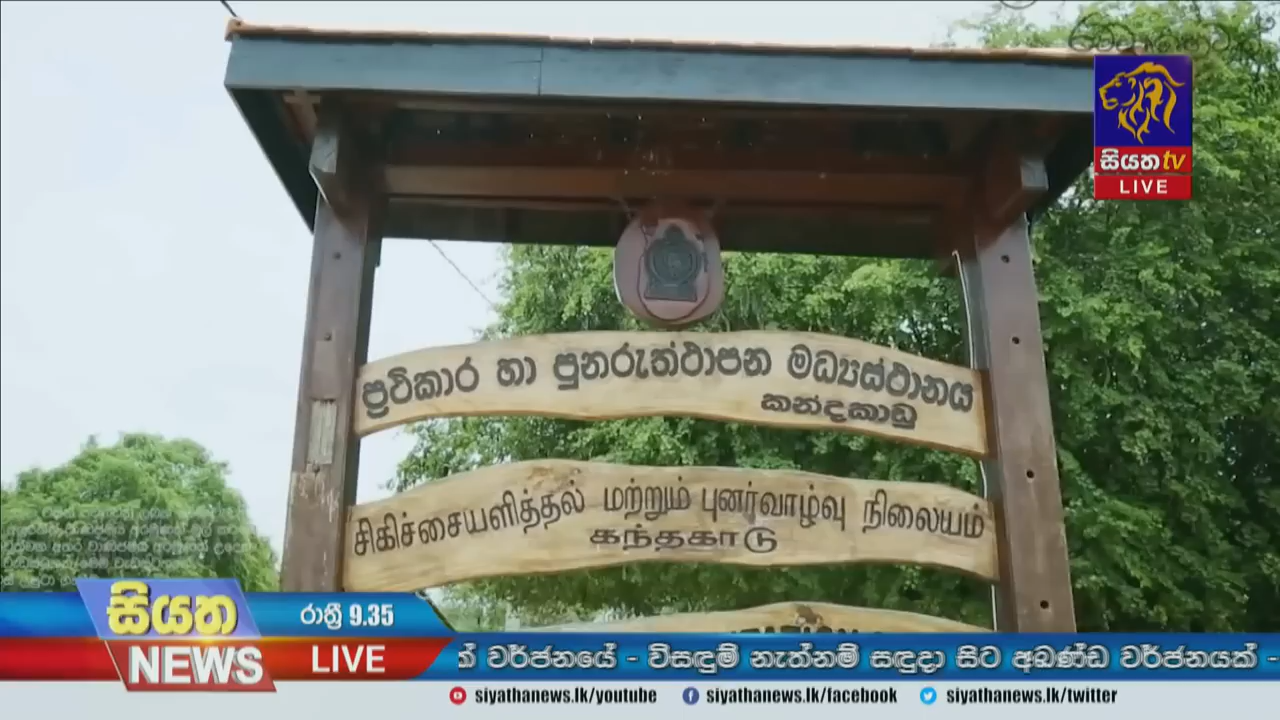 සියත tv
LIVE
ප්‍රතිකාර හා පුනරුත්ථාපන මධ්‍යස්ථානය
කන්දකාඩු
சிகிச்சையளித்தல் மற்றும் புனர்வாழ்வு நிலையம்
கந்தகாடு
සියත
NEWS
රාත්‍රී 9.35
LIVE
ක් වර්ජනයේ - විසඳුම් නැත්නම් සඳුදා සිට අඛණ්ඩ වර්ජනයක් -
siyathanews.lk/youtube siyathanews.lk/facebook siyathanews.lk/twitter